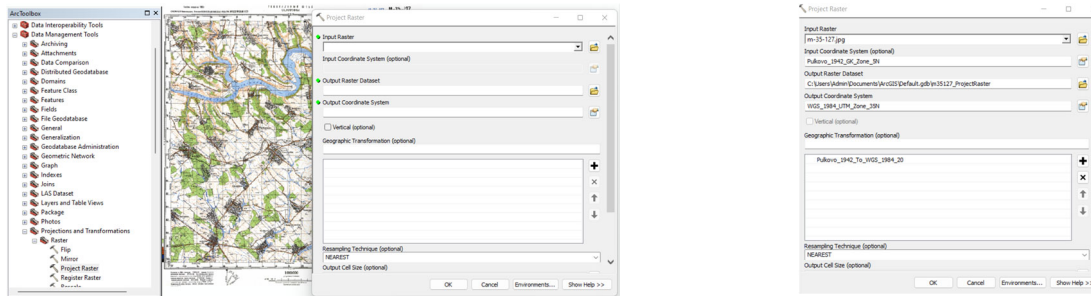 ArcToolbox
Data Interoperability Tools
Data Management Tools
Archiving
Attachments
Data Comparison
Distributed Geodatabase
Domains
Feature Class
Features
Fields
File Geodatabase
General
Generalization
Geodatabase Administration
Geometric Network
Graph
Indexes
Joins
LAS Dataset
Layers and Table Views
Package
Photos
Projections and Transformations
Raster
Flip
Mirror
Project Raster
Register Raster
Project Raster
Input Raster
Input Coordinate System (optional)
Output Raster Dataset
Output Coordinate System
Vertical (optional)
Geographic Transformation (optional)
Resampling Technique (optional)
NEAREST
Output Cell Size (optional)
OK Cancel Environments... Show Help >>
Project Raster
Input Raster
m-35-127.jpg
Input Coordinate System (optional)
Pulkovo_1942_GK_Zone_5N
Output Raster Dataset
C:\Users\Admin\Documents\ArcGIS\Default.gdb\m35127_ProjectRaster
Output Coordinate System
WGS_1984_UTM_Zone_35N
Vertical (optional)
Geographic Transformation (optional)
Pulkovo_1942_To_WGS_1984_20
Resampling Technique (optional)
NEAREST
Output Cell Size (optional)
OK Cancel Environments... Show Help >>